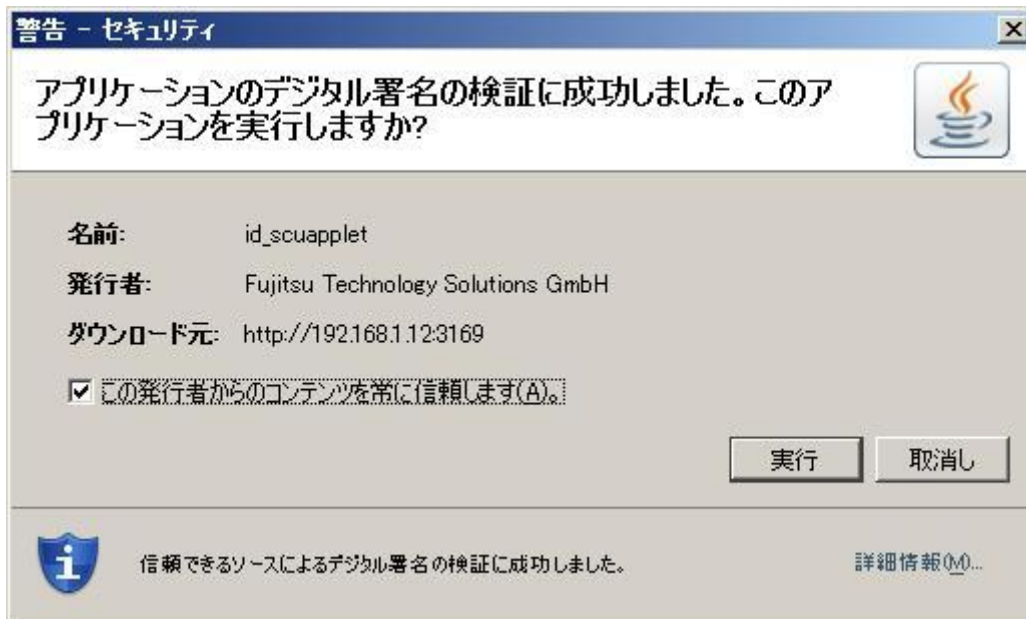 警告 - セキュリティ
アプリケーションのデジタル署名の検証に成功しました。このア
プリケーションを実行しますか?
名前: id_scuapplet
発行者: Fujitsu Technology Solutions GmbH
ダウンロード元: http://192.168.1.12:3169
この発行者からのコンテンツを常に信頼します(A)。
実行 取消し
信頼できるソースによるデジタル署名の検証に成功しました。 詳細情報(M)...